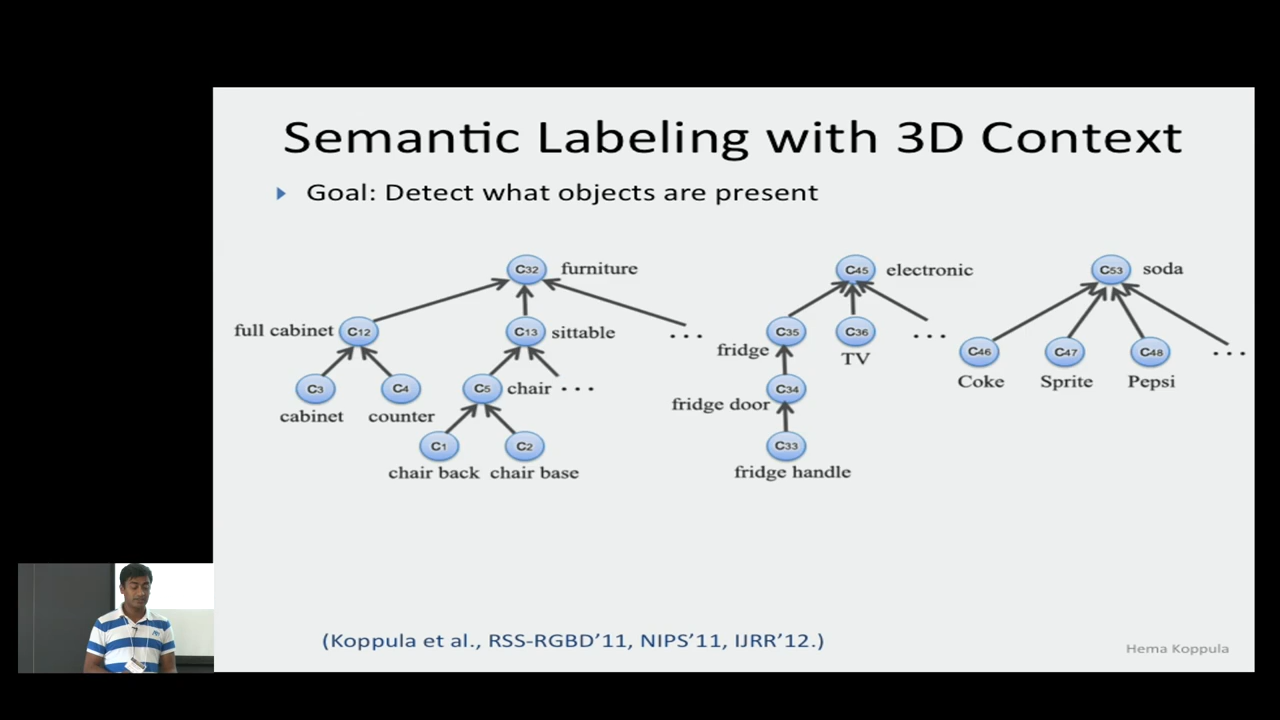 Semantic Labeling with 3D Context
Goal: Detect what objects are present
C32 furniture
C45 electronic
C53 soda
full cabinet C12
C13 sittable
...
C35
C36
...
fridge
TV
C46
C47
C48
...
Coke
Sprite
Pepsi
C3
C4
C5 chair ...
C34
cabinet
counter
fridge door
C1
C2
C33
chair back
chair base
fridge handle
(Koppula et al., RSS-RGBD'11, NIPS'11, IJRR'12.)
Hema Koppula